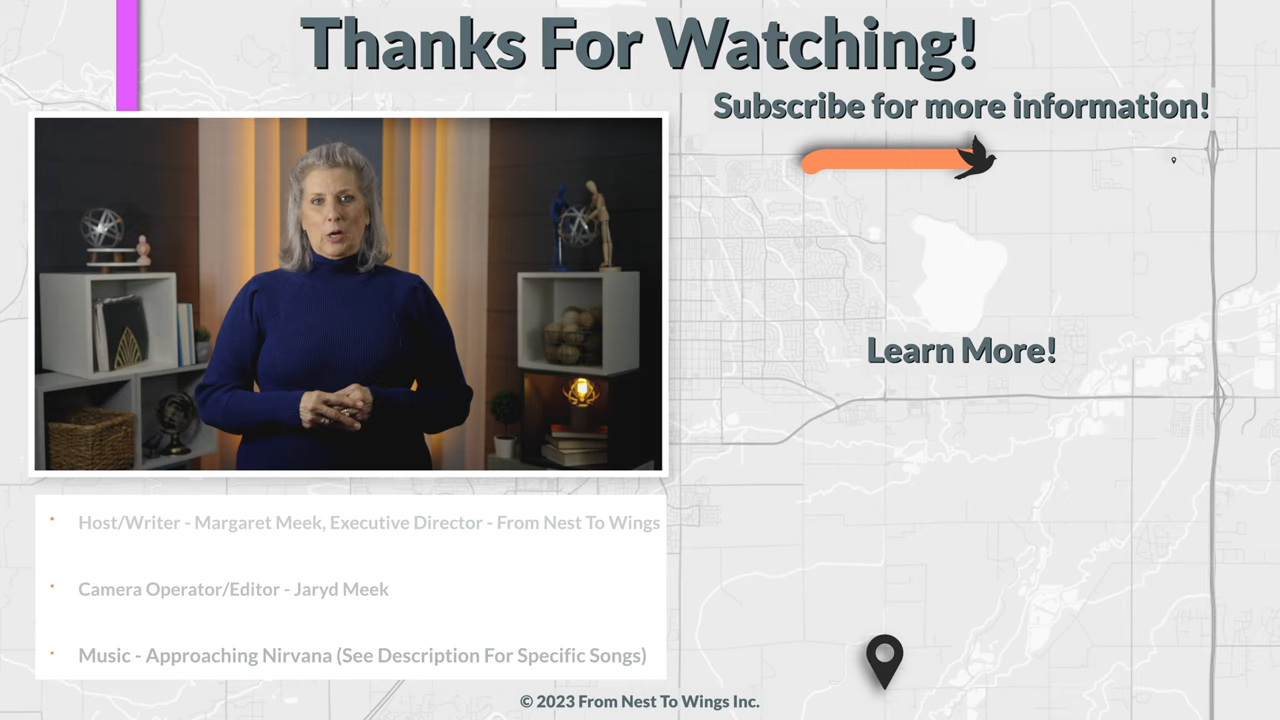 Thanks For Watching!
Subscribe for more information!
Learn More!
Host/Writer - Margaret Meek, Executive Director - From Nest To Wings
Camera Operator/Editor - Jaryd Meek
Music - Approaching Nirvana (See Description For Specific Songs)
© 2023 From Nest To Wings Inc.